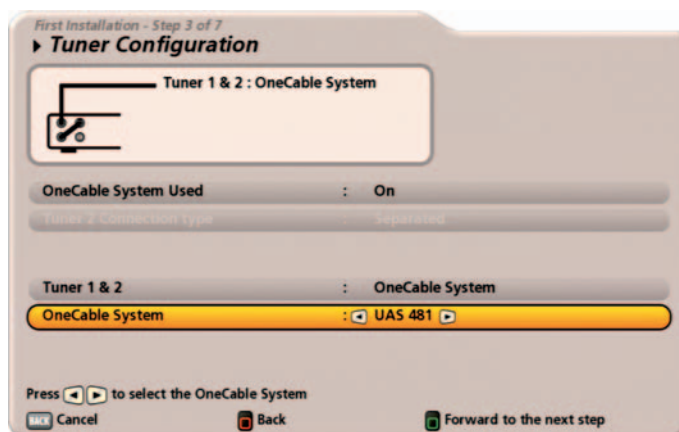 First Installation - Step 3 of 7
Tuner Configuration
Tuner 1 & 2 : OneCable System
OneCable System Used : On
Tuner 2 Connection type : Separated
Tuner 1 & 2 : OneCable System
OneCable System : UAS 481
Press to select the OneCable System
BACK Cancel Back Forward to the next step